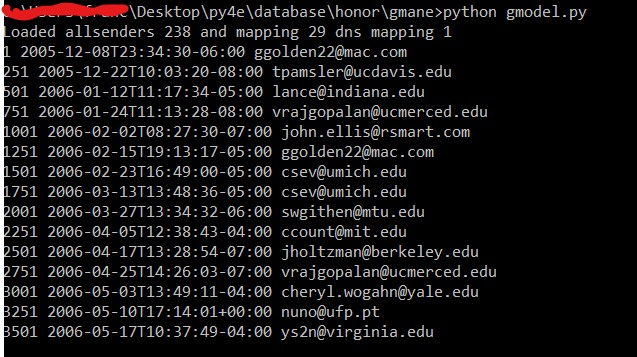 \Desktop\py4e\database\honor\gmane>python gmodel.py
Loaded allsenders 238 and mapping 29 dns mapping 1
1 2005-12-08T23:34:30-06:00 ggolden22@mac.com
251 2005-12-22T10:03:20-08:00 tpamsler@ucdavis.edu
501 2006-01-12T11:17:34-05:00 lance@indiana.edu
751 2006-01-24T11:13:28-08:00 vrajgopalan@ucmerced.edu
1001 2006-02-02T08:27:30-07:00 john.ellis@rsmart.com
1251 2006-02-15T19:13:17-05:00 ggolden22@mac.com
1501 2006-02-23T16:49:00-05:00 csev@umich.edu
1751 2006-03-13T13:48:36-05:00 csev@umich.edu
2001 2006-03-27T13:34:32-06:00 swgithen@mtu.edu
2251 2006-04-05T12:38:43-04:00 ccount@mit.edu
2501 2006-04-17T13:28:54-07:00 jholtzman@berkeley.edu
2751 2006-04-25T14:26:03-07:00 vrajgopalan@ucmerced.edu
3001 2006-05-03T13:49:11-04:00 cheryl.wogahn@yale.edu
3251 2006-05-10T17:14:01+00:00 nuno@ufp.pt
3501 2006-05-17T10:37:49-04:00 ys2n@virginia.edu